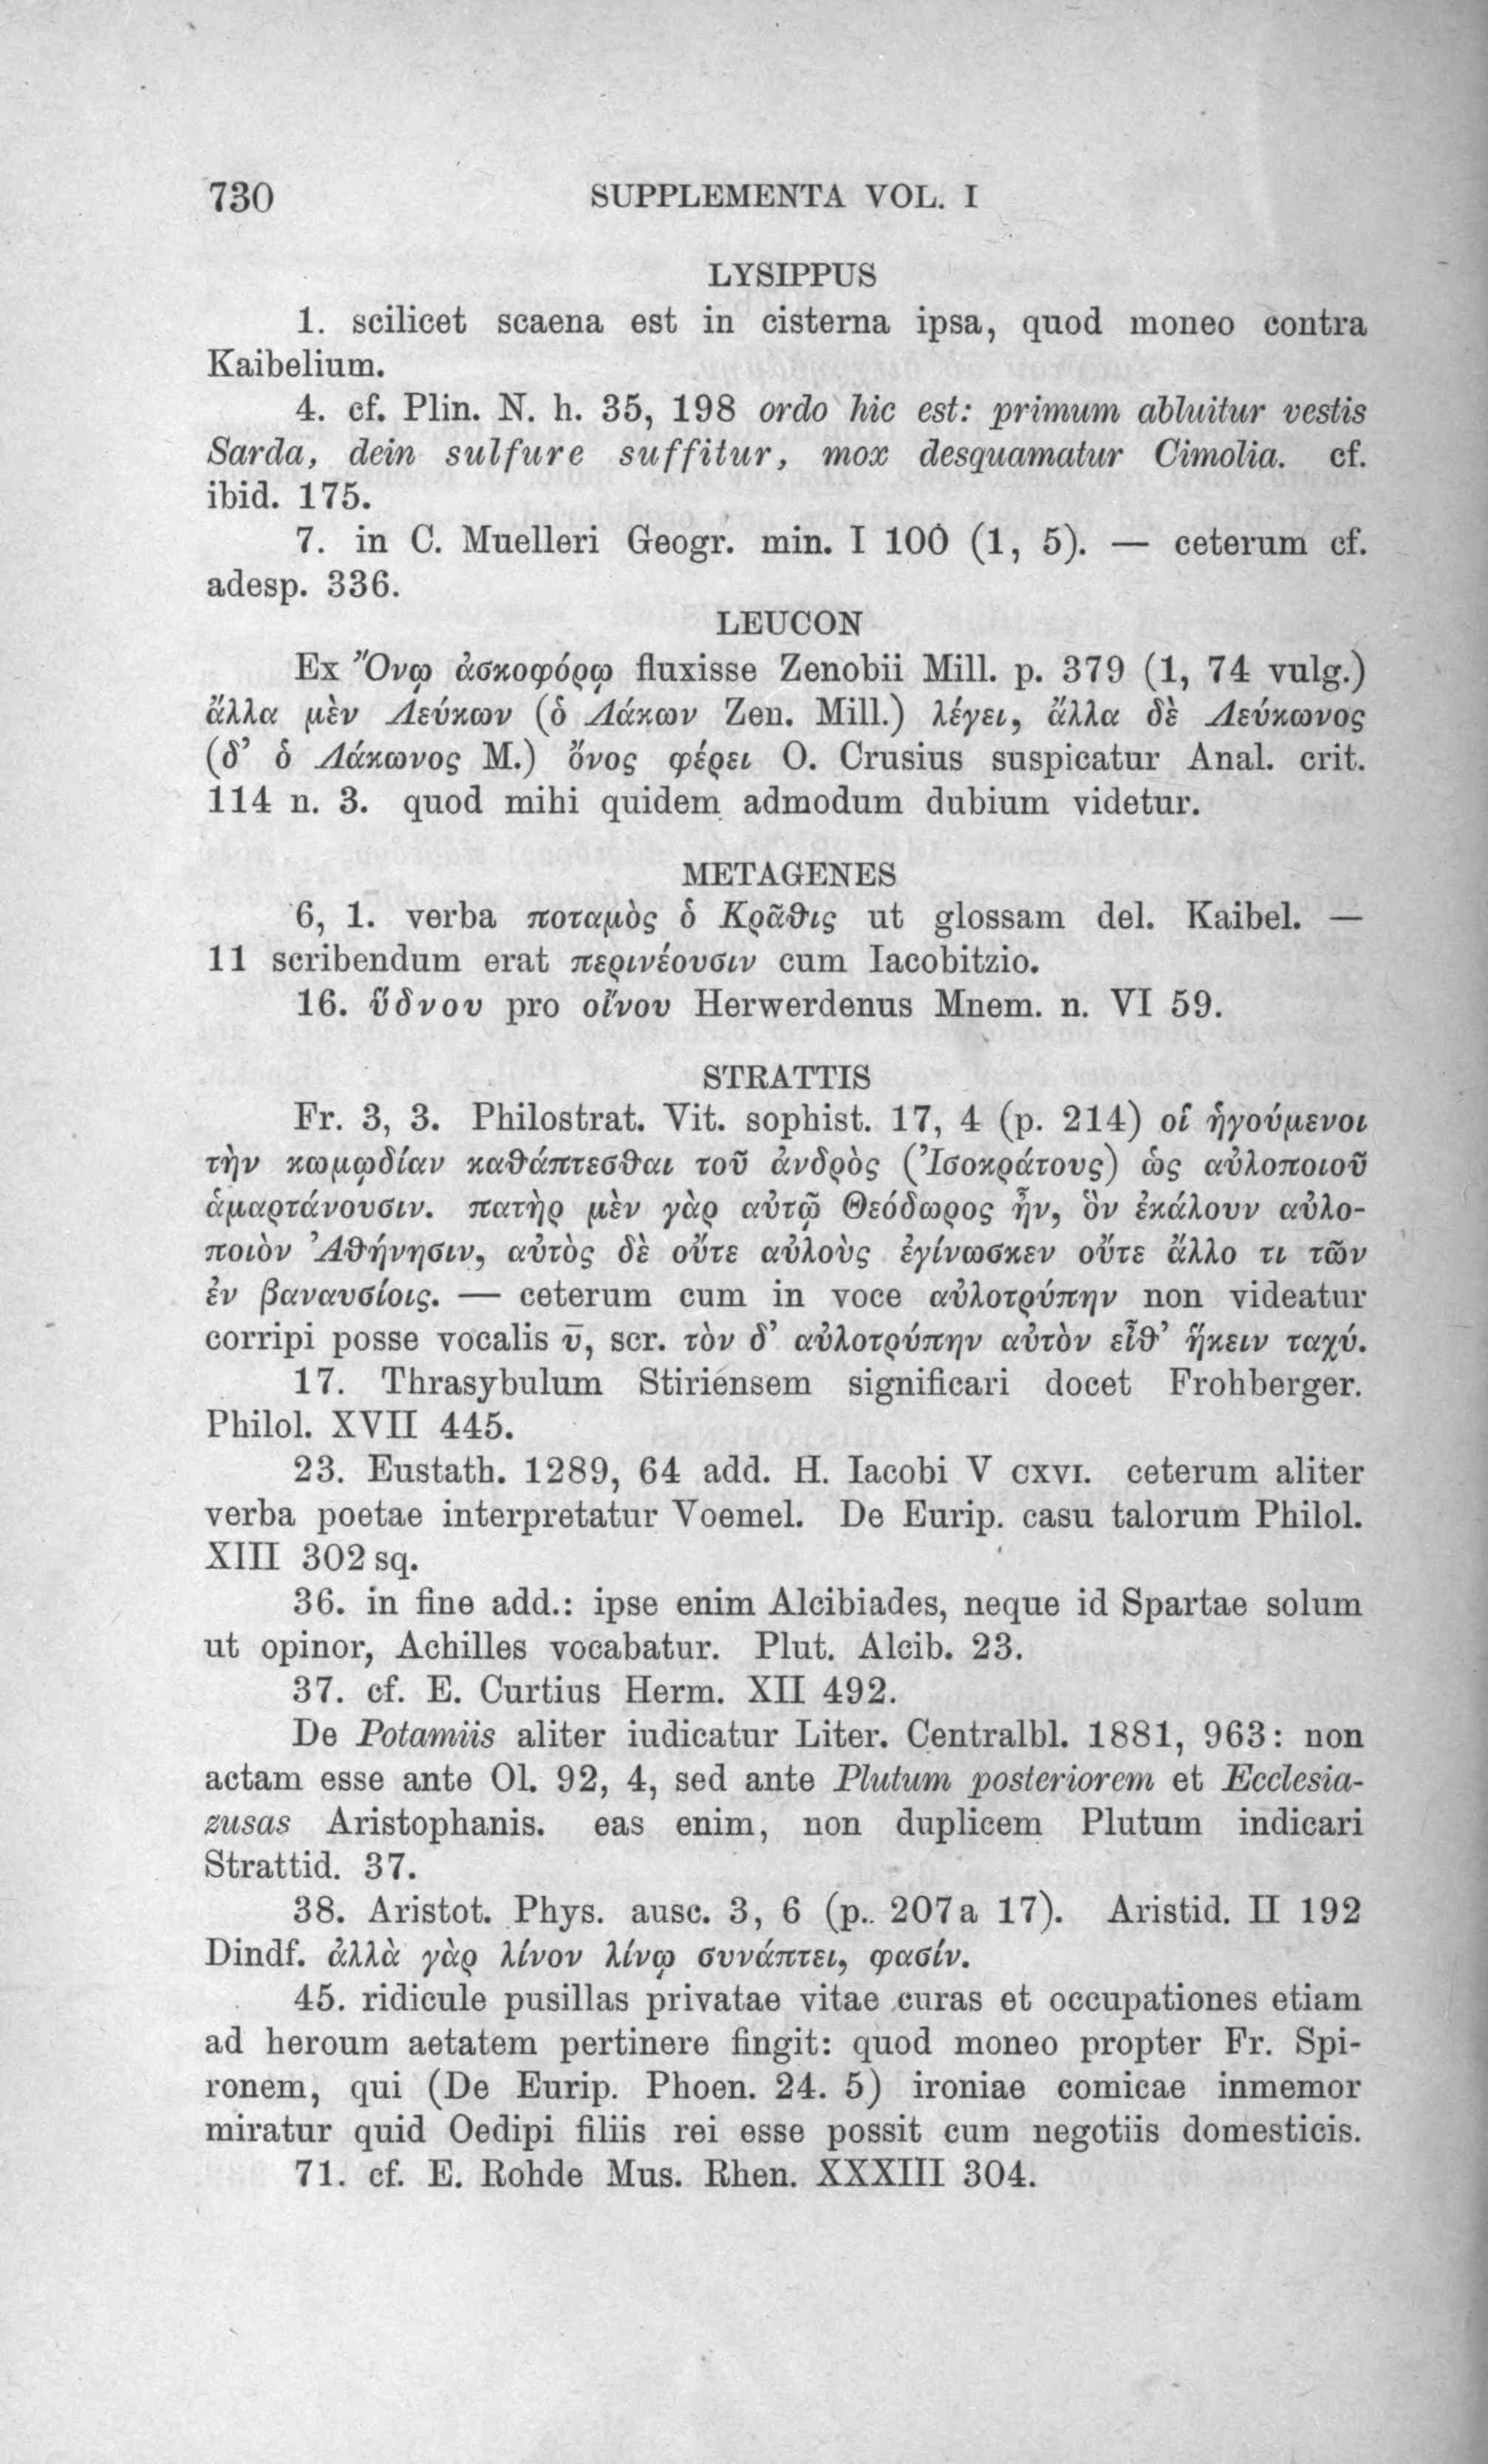 730 SUPPLEMENTA VOL. I
LYSIPPUS
1. scilicet scaena est in cisterna ipsa, quod moneo contra
Kaibelium.
4. cf. Plin. N. h. 35, 198 ordo hic est: primum abluitur vestis
Sarda, dein sulfure suffitur, mox desquamatur Cimolia. cf.
ibid. 175.
7. in C. Muelleri Geogr. min. I 100 (1, 5). — ceterum cf.
adesp. 336.
LEUCON
Ex Ὄνῳ ἀσκοφόρῳ fluxisse Zenobii Mill. p. 379 (1, 74 vulg.)
ἄλλα μὲν Λεύκων (ὁ Λάκων Zen. Mill.) λέγει, ἄλλα δὲ Λεύκωνος
(δ’ ὁ Λάκωνος M.) ὄνος φέρει O. Crusius suspicatur Anal. crit.
114 n. 3. quod mihi quidem admodum dubium videtur.
METAGENES
6, 1. verba ποταμὸς ὁ Κρᾶθις ut glossam del. Kaibel. —
11 scribendum erat περινέουσιν cum Iacobitzio.
16. ὕδνου pro οἴνου Herwerdenus Mnem. n. VI 59.
STRATTIS
Fr. 3, 3. Philostrat. Vit. sophist. 17, 4 (p. 214) οἱ ἡγούμενοι
τὴν κωμῳδίαν καθάπτεσθαι τοῦ ἀνδρὸς (Ἰσοκράτους) ὡς αὐλοποιοῦ
ἁμαρτάνουσιν. πατὴρ μὲν γὰρ αὐτῷ Θεόδωρος ἦν, ὃν ἐκάλουν αὐλο-
ποιὸν Ἀθήνησιν, αὐτὸς δὲ οὔτε αὐλοὺς ἐγίνωσκεν οὔτε ἄλλο τι τῶν
ἐν βαναυσίοις. — ceterum cum in voce αὐλοτρύπην non videatur
corripi posse vocalis ῡ, scr. τὸν δ’ αὐλοτρύπην αὐτὸν εἶθ’ ἥκειν ταχύ.
17. Thrasybulum Stiriensem significari docet Frohberger.
Philol. XVII 445.
23. Eustath. 1289, 64 add. H. Iacobi V CXVI. ceterum aliter
verba poetae interpretatur Voemel. De Eurip. casu talorum Philol.
XIII 302 sq.
36. in fine add.: ipse enim Alcibiades, neque id Spartae solum
ut opinor, Achilles vocabatur. Plut. Alcib. 23.
37. cf. E. Curtius Herm. XII 492.
De Potamiis aliter iudicatur Liter. Centralbl. 1881, 963: non
actam esse ante Ol. 92, 4, sed ante Plutum posteriorem et Ecclesia-
zusas Aristophanis. eas enim, non duplicem Plutum indicari
Strattid. 37.
38. Aristot. Phys. ausc. 3, 6 (p. 207a 17). Aristid. II 192
Dindf. ἀλλὰ γὰρ λίνον λίνῳ συνάπτει, φασίν.
45. ridicule pusillas privatae vitae curas et occupationes etiam
ad heroum aetatem pertinere fingit: quod moneo propter Fr. Spi-
ronem, qui (De Eurip. Phoen. 24. 5) ironiae comicae inmemor
miratur quid Oedipi filiis rei esse possit cum negotiis domesticis.
71. cf. E. Rohde Mus. Rhen. XXXIII 304.